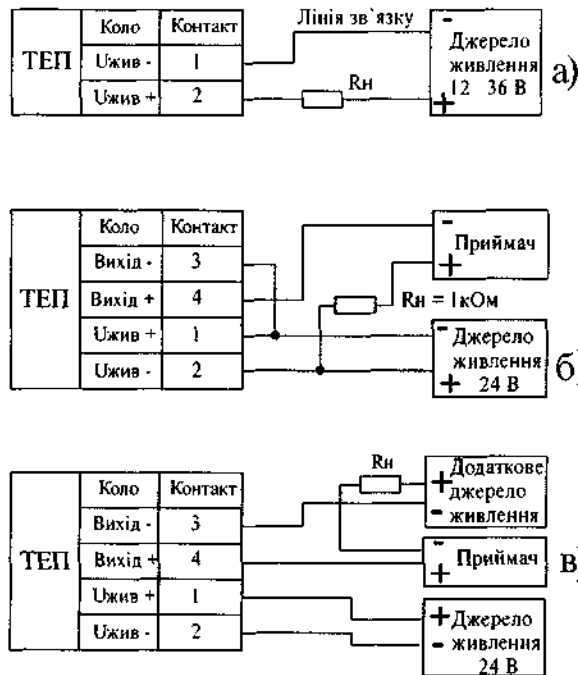 ТЕП
Коло Контакт
Uжив - 1
Uжив + 2
Лінія зв`язку
Rн
-
Джерело
живлення
12 36 В
+
а)
ТЕП
Коло Контакт
Вихід - 3
Вихід + 4
Uжив + 1
Uжив - 2
-
Приймач
+
Rн = 1кОм
-
Джерело
живлення
+ 24 В
б)
ТЕП
Коло Контакт
Вихід - 3
Вихід + 4
Uжив + 1
Uжив - 2
Rн
Додаткове
+ джерело
- живлення
-
Приймач
+
в)
+ Джерело
- живлення
24 В